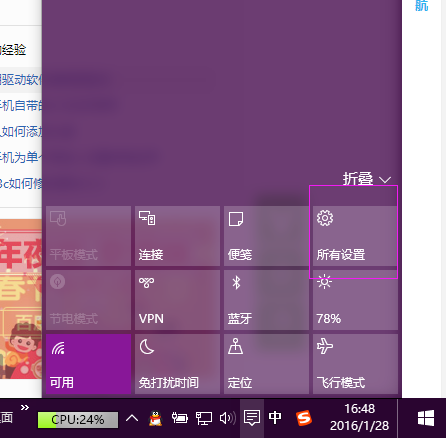 航
经验
驱动软
机自带的
如何添加
机为单个
3c如何修
折叠
平板模式 连接 便笺 所有设置
节电模式 VPN 蓝牙 78%
可用 免打扰时间 定位 飞行模式
面 » CPU:24% 中 16:48
2016/1/28